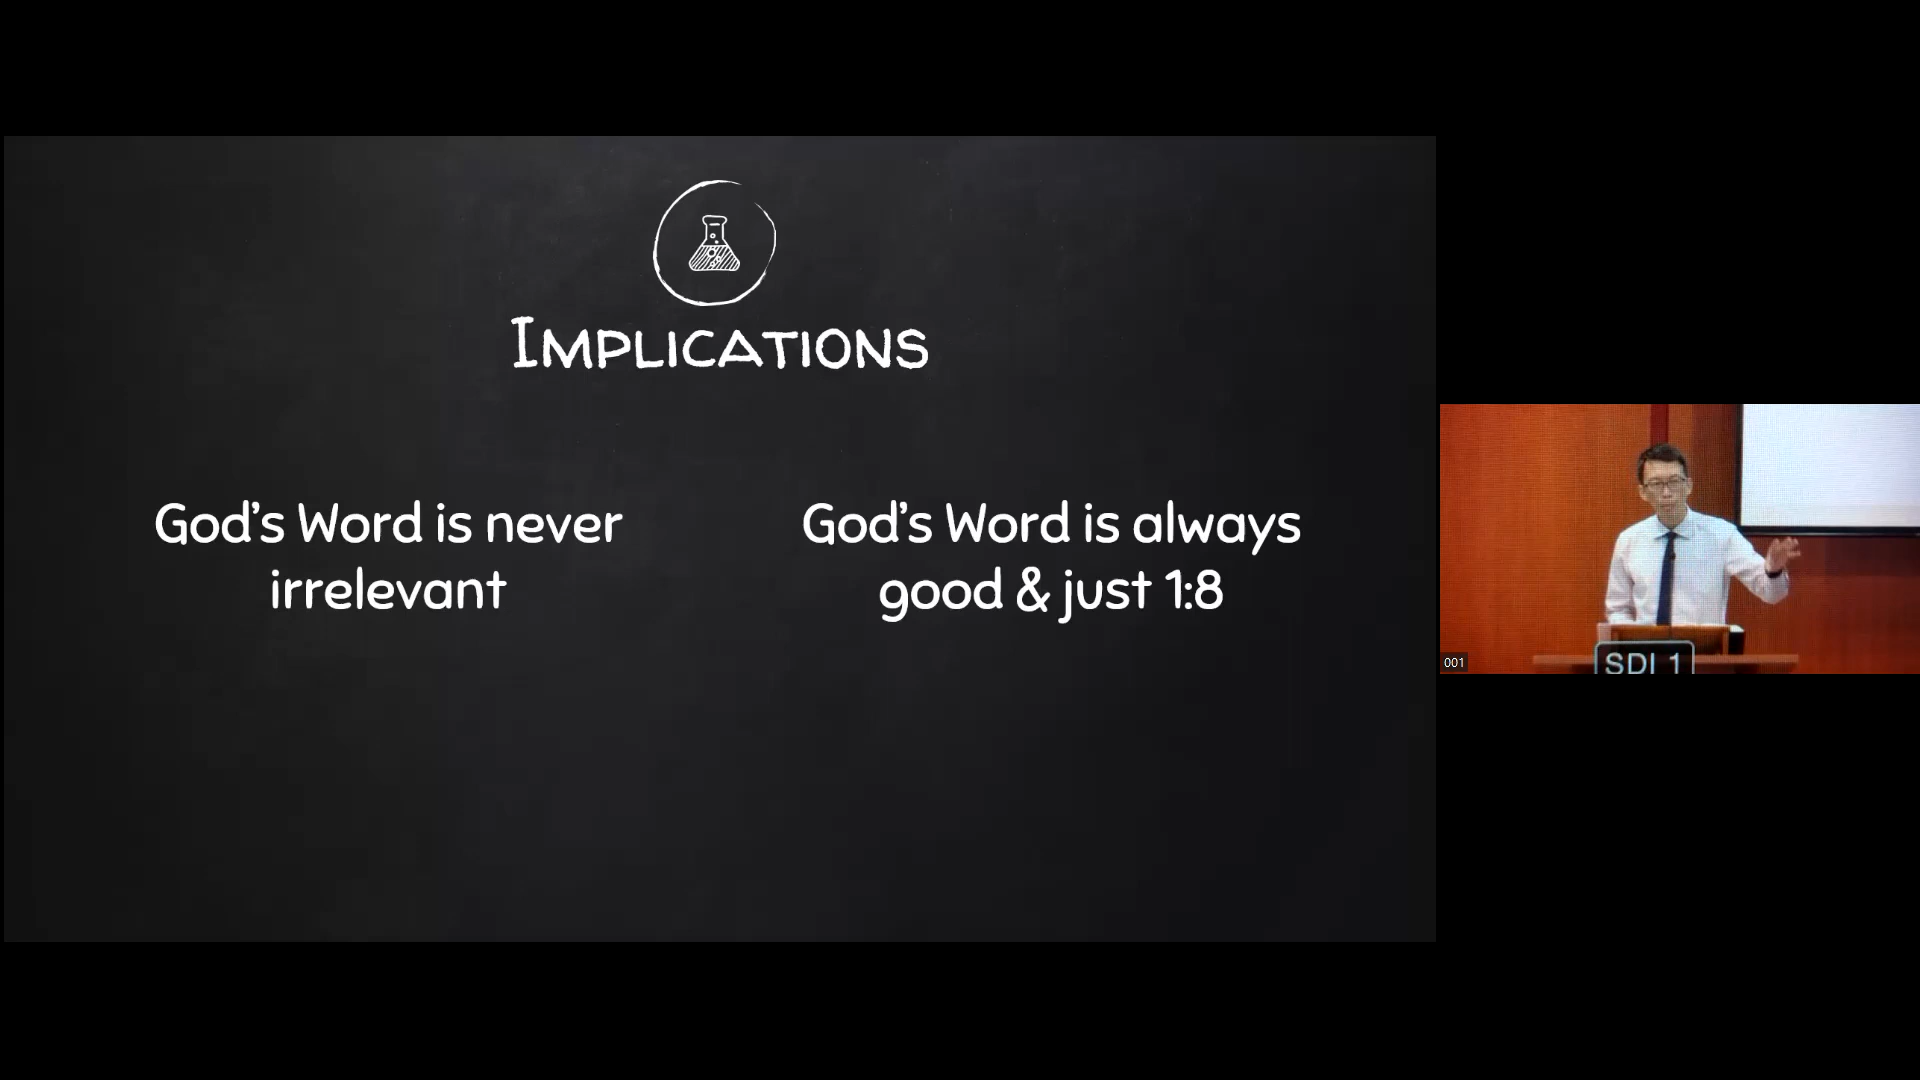 IMPLICATIONS
God's Word is never
irrelevant
God's Word is always
good & just 1:8
001
SDI 1